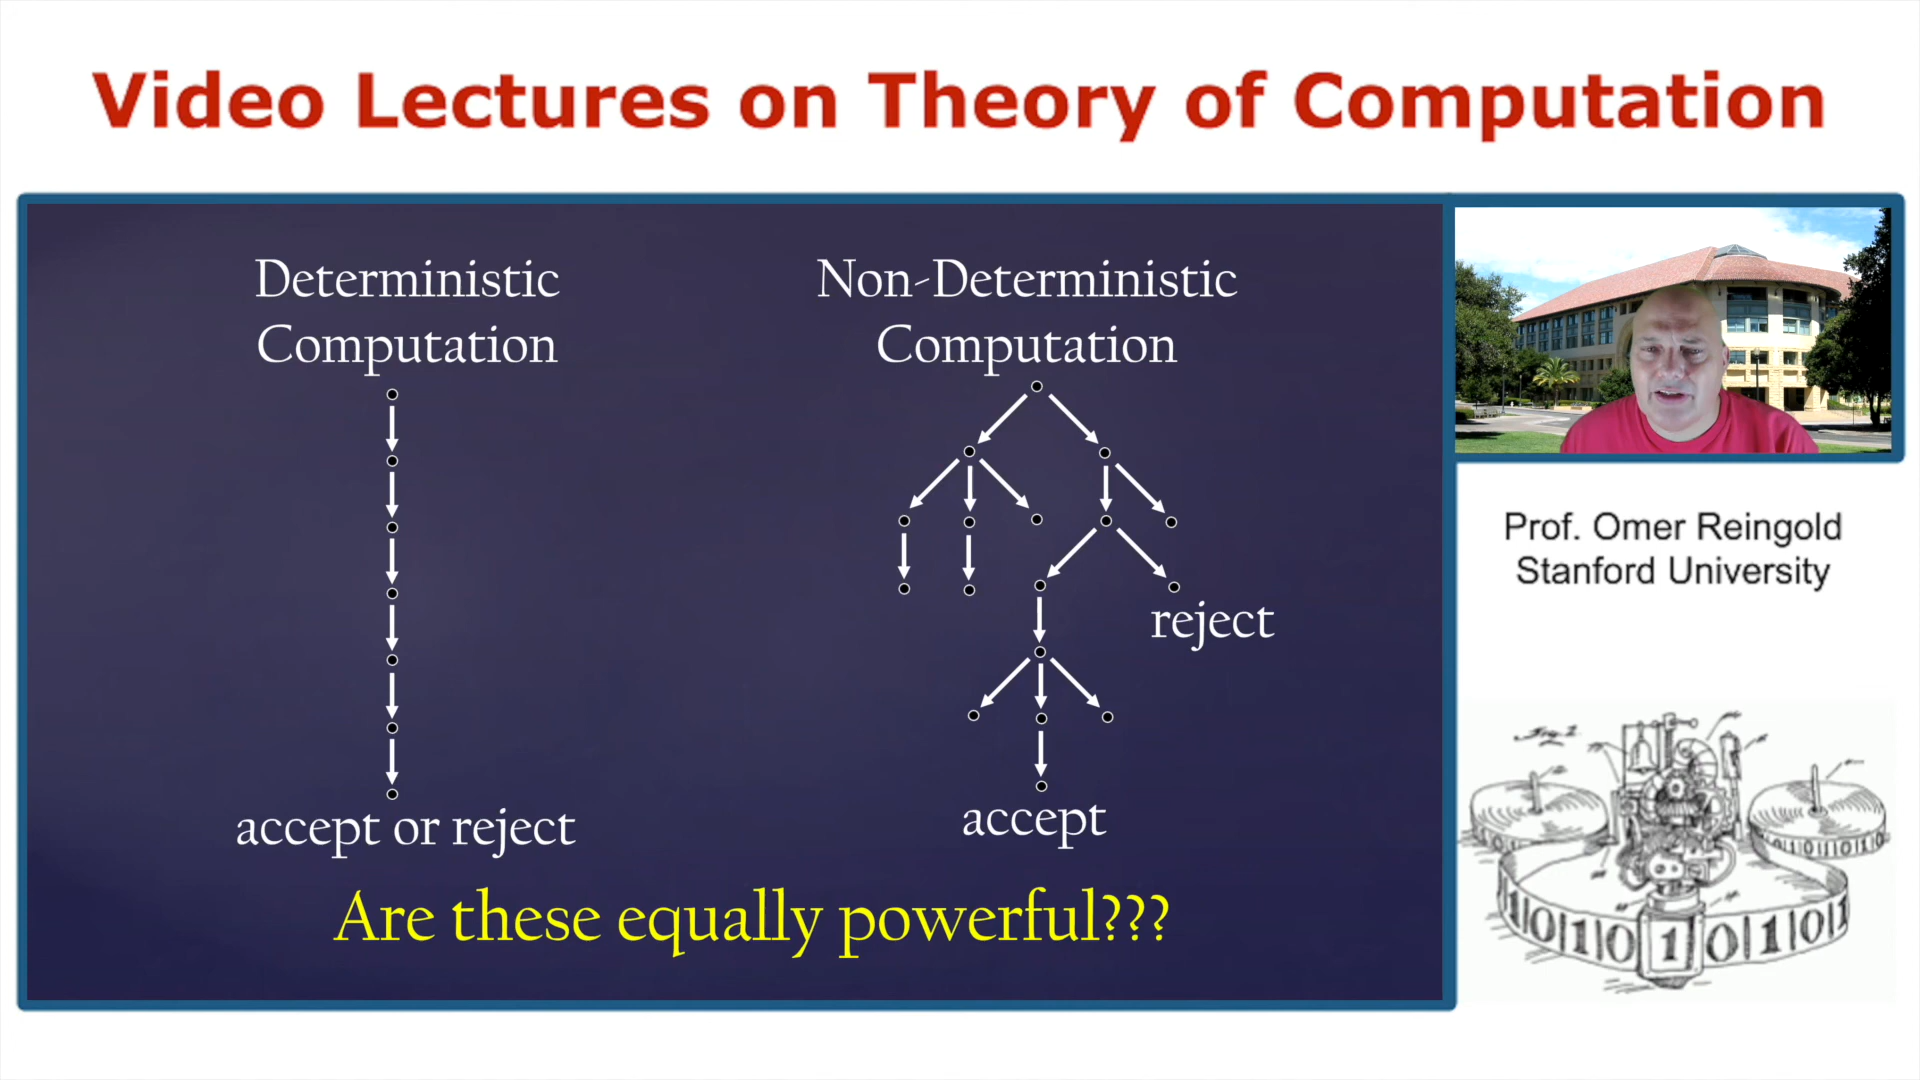 Video Lectures on Theory of Computation
Deterministic
Computation
Non-Deterministic
Computation
reject
accept or reject
accept
Are these equally powerful???
Prof. Omer Reingold
Stanford University